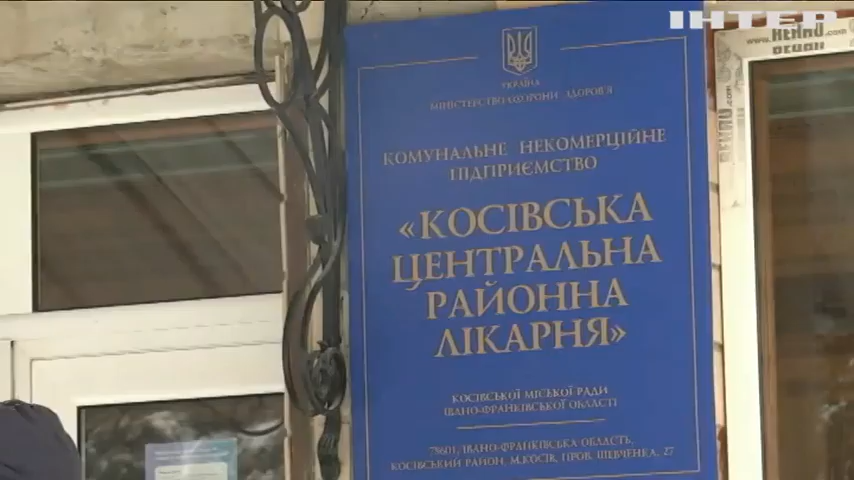 ІНТЕР
УКРАЇНА
МІНІСТЕРСТВО ОХОРОНИ ЗДОРОВ'Я
КОМУНАЛЬНЕ НЕКОМЕРЦІЙНЕ
ПІДПРИЄМСТВО
«КОСІВСЬКА
ЦЕНТРАЛЬНА
РАЙОННА
ЛІКАРНЯ»
КОСІВСЬКОЇ МІСЬКОЇ РАДИ
ІВАНО-ФРАНКІВСЬКОЇ ОБЛАСТІ
78601, ІВАНО-ФРАНКІВСЬКА ОБЛАСТЬ,
КОСІВСЬКИЙ РАЙОН, М.КОСІВ, ПРОВ. ШЕВЧЕНКА, 27